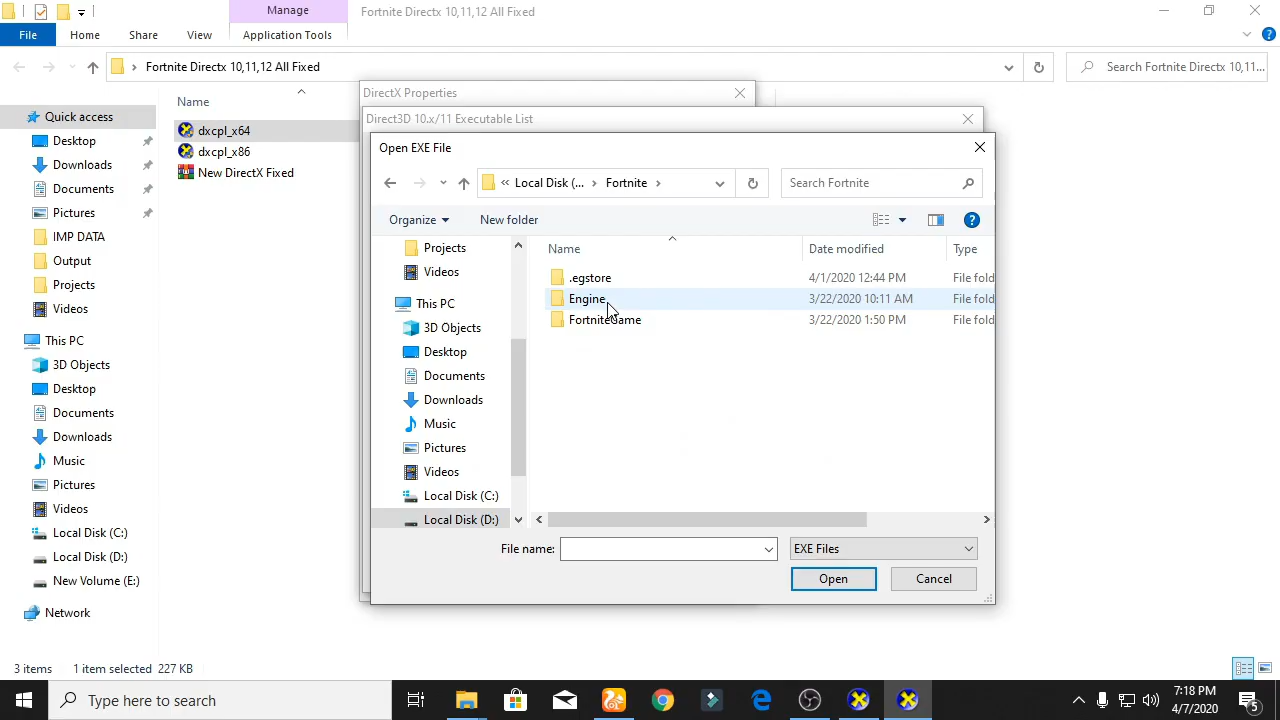 Manage
Fortnite Directx 10,11,12 All Fixed
File
Home
Share
View
Application Tools
Fortnite Directx 10,11,12 All Fixed
Search Fortnite Directx 10,11...
Quick access
Desktop
Downloads
Documents
Pictures
IMP DATA
Output
Projects
Videos
This PC
3D Objects
Desktop
Documents
Downloads
Music
Pictures
Videos
Local Disk (C:)
Local Disk (D:)
New Volume (E:)
Network
Name
dxcpl_x64
dxcpl_x86
New DirectX Fixed
DirectX Properties
Direct3D 10.x/11 Executable List
Open EXE File
« Local Disk (... › Fortnite ›
Search Fortnite
Organize
New folder
Projects
Videos
This PC
3D Objects
Desktop
Documents
Downloads
Music
Pictures
Videos
Local Disk (C:)
Local Disk (D:)
Name Date modified Type
.egstore 4/1/2020 12:44 PM File fold
Engine 3/22/2020 10:11 AM File fold
FortniteGame 3/22/2020 1:50 PM File fold
File name:
EXE Files
Open
Cancel
3 items 1 item selected 227 KB
Type here to search
7:18 PM
4/7/2020
5